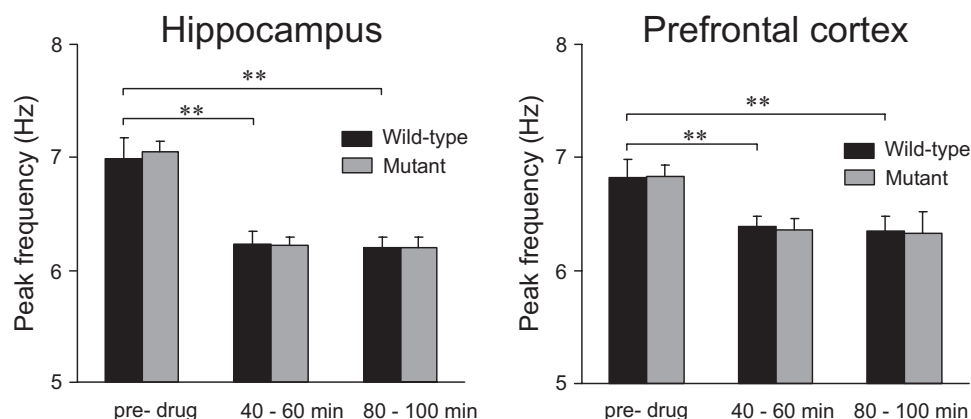 Hippocampus
Peak frequency (Hz)
8
7
6
5
**
**
Wild-type
Mutant
pre- drug
40 - 60 min
80 - 100 min
Prefrontal cortex
Peak frequency (Hz)
8
7
6
5
**
**
Wild-type
Mutant
pre- drug
40 - 60 min
80 - 100 min